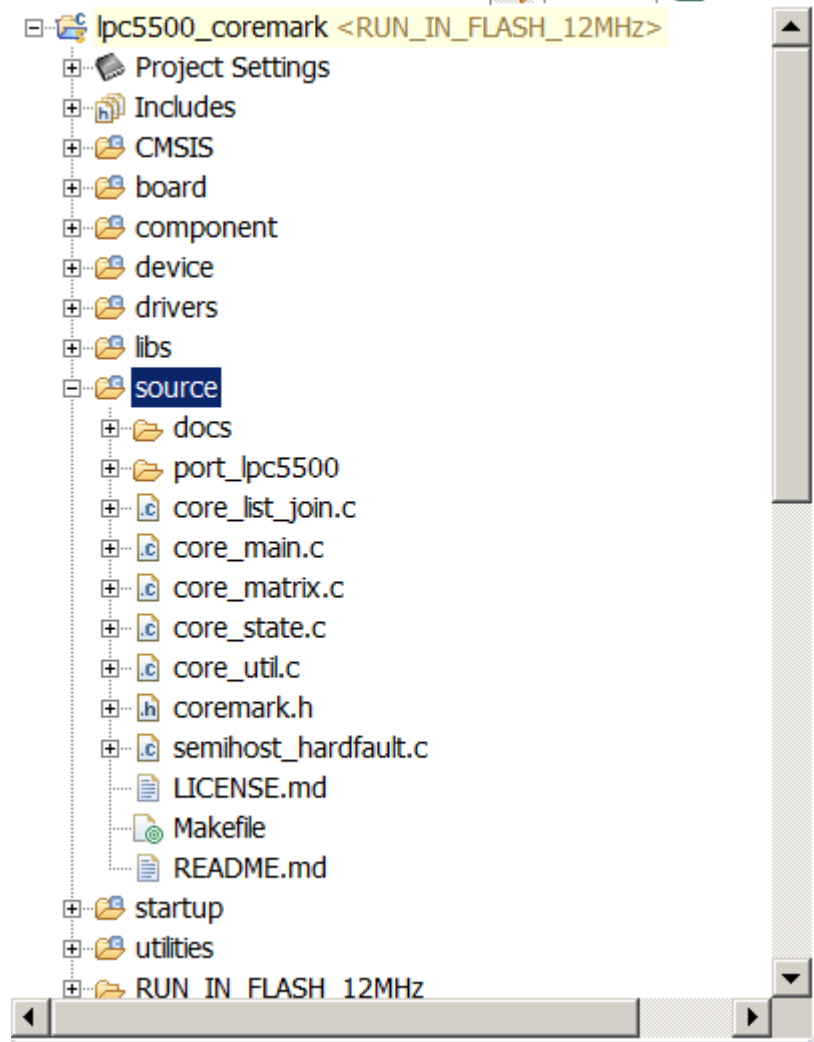 lpc5500_coremark <RUN_IN_FLASH_12MHz>
Project Settings
Includes
CMSIS
board
component
device
drivers
libs
source
docs
port_lpc5500
core_list_join.c
core_main.c
core_matrix.c
core_state.c
core_util.c
coremark.h
semihost_hardfault.c
LICENSE.md
Makefile
README.md
startup
utilities
RUN_IN_FLASH_12MHz